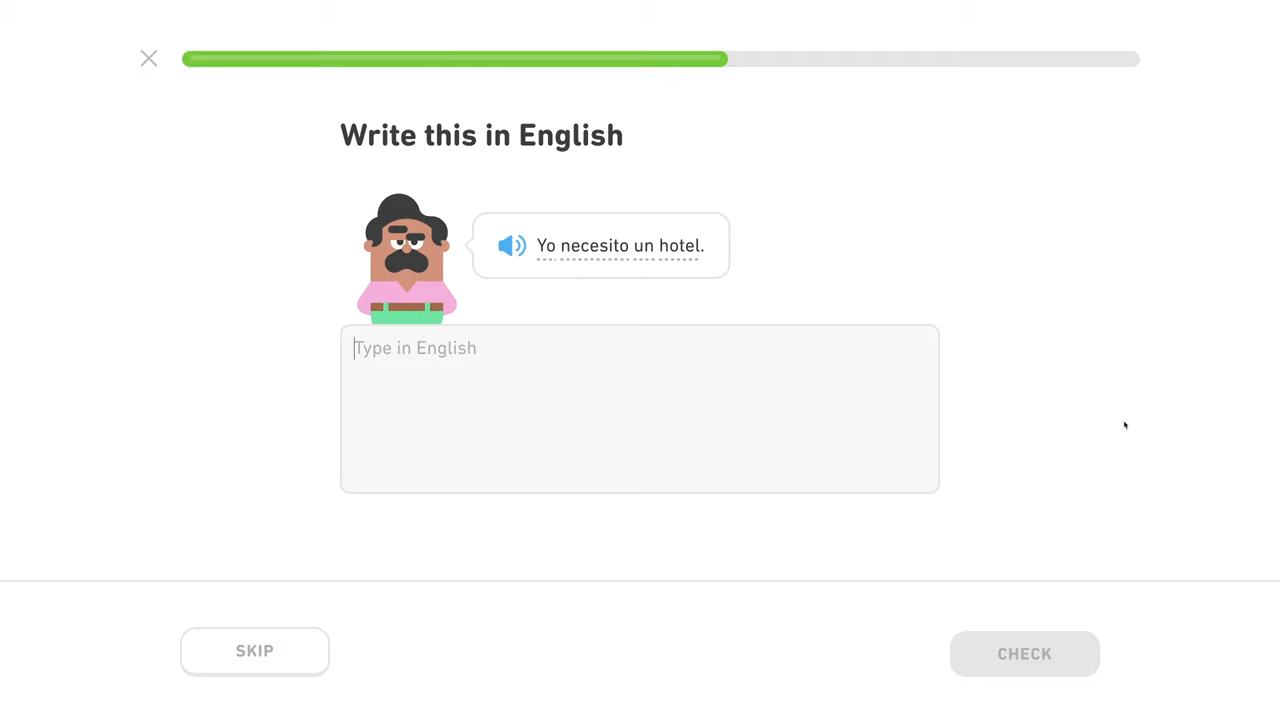 Write this in English
Yo necesito un hotel.
Type in English
SKIP
CHECK